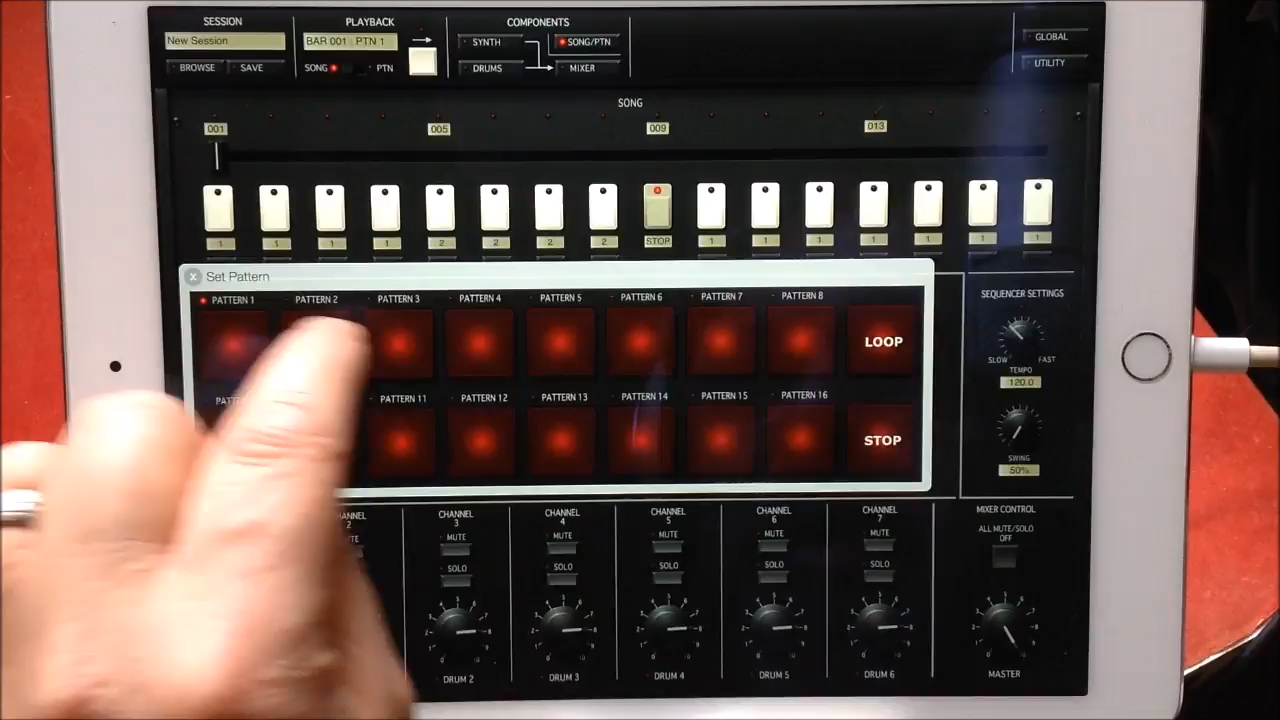 SESSION
PLAYBACK
COMPONENTS
New Session
BAR 001 PTN 1
SYNTH
SONG/PTN
GLOBAL
BROWSE
SAVE
SONG
PTN
DRUMS
MIXER
UTILITY
SONG
001
005
009
013
1 1 1 1 2 2 2 2 STOP 1 1 1 1 1 1 1
x Set Pattern
PATTERN 1
PATTERN 2
PATTERN 3
PATTERN 4
PATTERN 5
PATTERN 6
PATTERN 7
PATTERN 8
LOOP
PATTERN 11
PATTERN 12
PATTERN 13
PATTERN 14
PATTERN 15
PATTERN 16
STOP
SEQUENCER SETTINGS
SLOW
FAST
TEMPO
120.0
SWING
50%
2
CHANNEL
3
MUTE
SOLO
DRUM 2
CHANNEL
4
MUTE
SOLO
DRUM 3
CHANNEL
5
MUTE
SOLO
DRUM 4
CHANNEL
6
MUTE
SOLO
DRUM 5
CHANNEL
7
MUTE
SOLO
DRUM 6
MIXER CONTROL
ALL MUTE/SOLO
OFF
MASTER